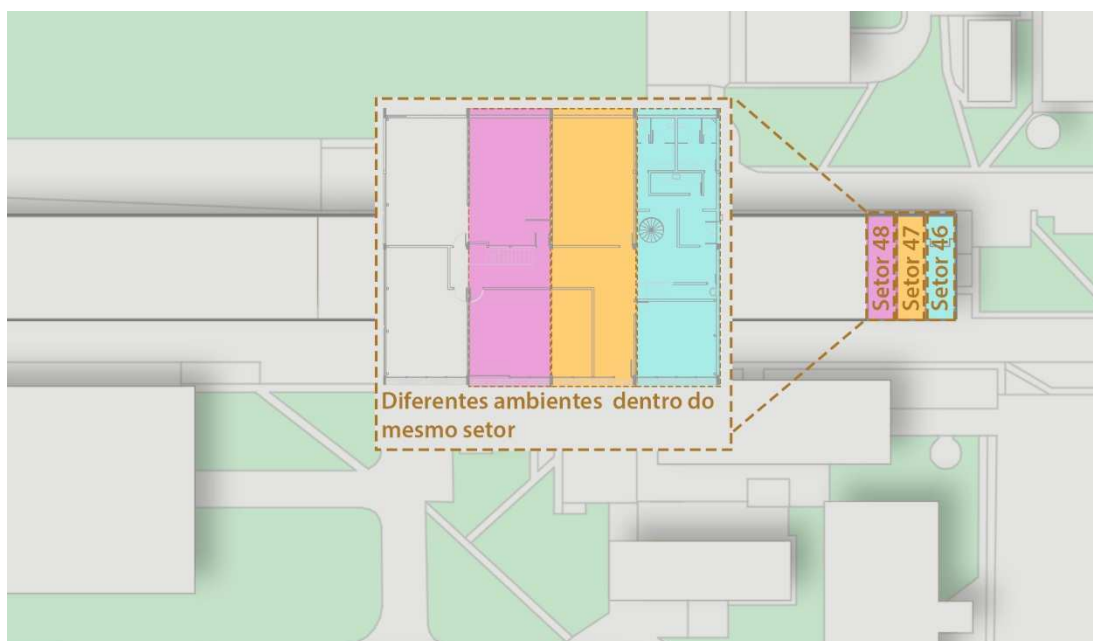 Setor 48
Setor 47
Setor 46
Diferentes ambientes dentro do
mesmo setor